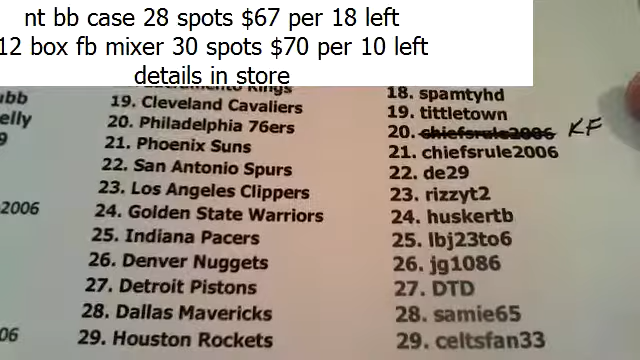 nt bb case 28 spots $67 per 18 left
12 box fb mixer 30 spots $70 per 10 left
details in store
Kings 18. spamtyhd
ubb 19. Cleveland Cavaliers 19. tittletown
elly 20. Philadelphia 76ers 20. chiefsrule2006 KF
9 21. Phoenix Suns 21. chiefsrule2006
22. San Antonio Spurs 22. de29
23. Los Angeles Clippers 23. rizzyt2
2006 24. Golden State Warriors 24. huskertb
25. Indiana Pacers 25. lbj23to6
26. Denver Nuggets 26. jg1086
27. Detroit Pistons 27. DTD
28. Dallas Mavericks 28. samie65
06 29. Houston Rockets 29. celtsfan33